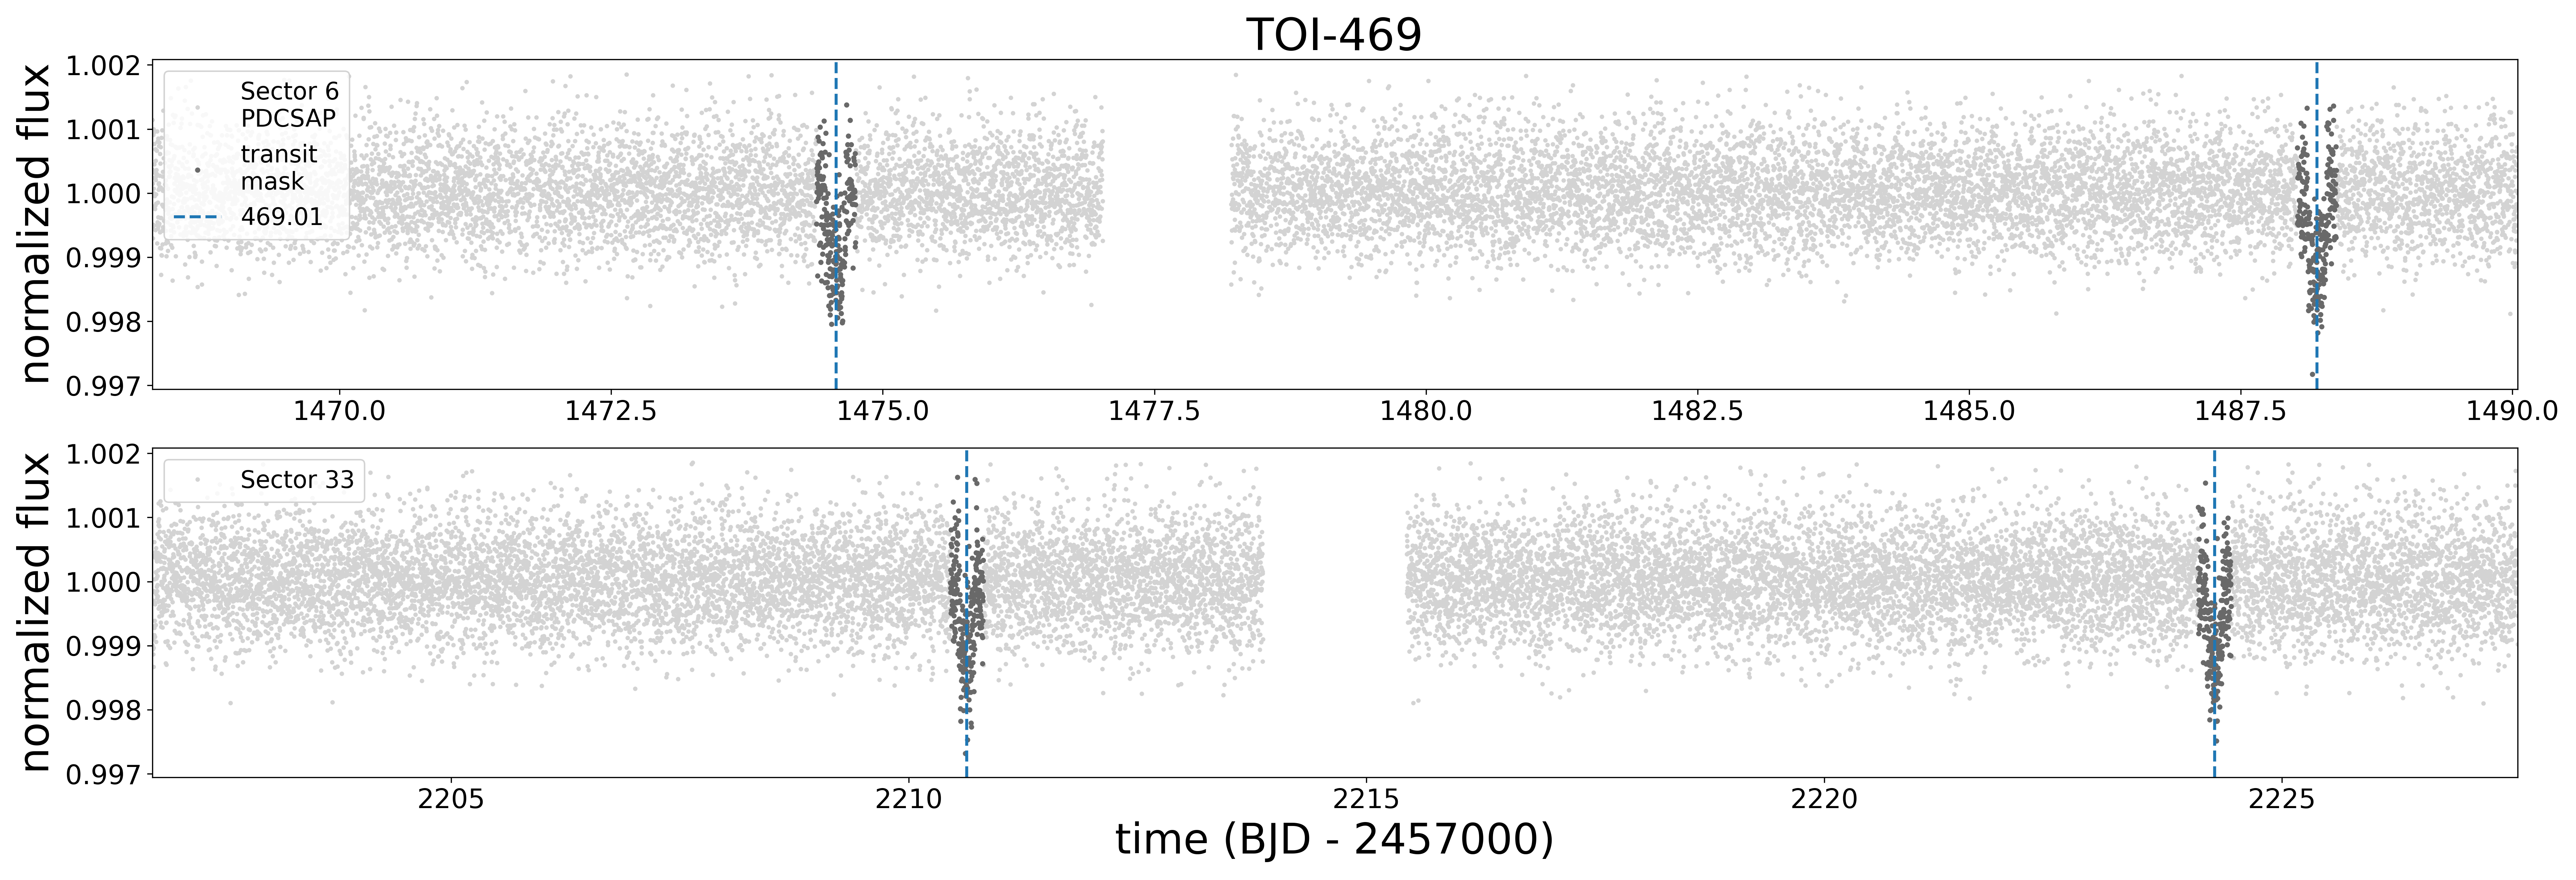 TOI-469
normalized flux
1.002
1.001
1.000
0.999
0.998
0.997
Sector 6
PDCSAP
transit
mask
469.01
1470.0 1472.5 1475.0 1477.5 1480.0 1482.5 1485.0 1487.5 1490.0
normalized flux
1.002
1.001
1.000
0.999
0.998
0.997
Sector 33
2205 2210 2215 2220 2225
time (BJD - 2457000)